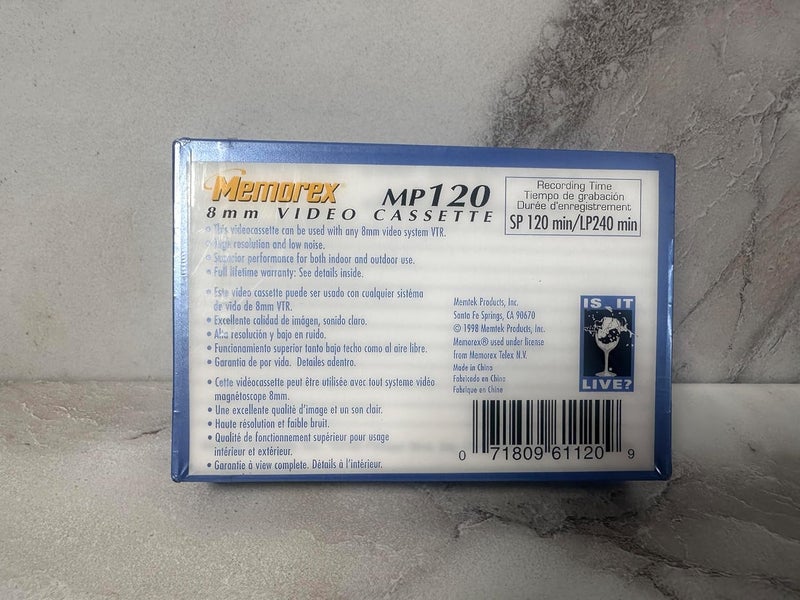 Memorex MP120
8mm VIDEO CASSETTE
Recording Time
Tiempo de grabación
Durée d'enregistrement
SP 120 min/LP240 min
• This videocassette can be used with any 8mm video system VTR.
• High resolution and low noise.
• Superior performance for both indoor and outdoor use.
• Full lifetime warranty: See details inside.
• Este video cassette puede ser usado con cualquier sistéma
de vido de 8mm VTR.
• Excellente calidad de imágen, sonido claro.
• Alta resolución y bajo en ruido.
• Funcionamiento superior tanto bajo techo como al aire libre.
• Garantia de por vida. Detalles adentro.
• Cette vidéocassette peut être utilisée avec tout systeme vidéo
magnétoscope 8mm.
• Une excellente qualité d'image et un son clair.
• Haute résolution et faible bruit.
• Qualité de fonctionnement supérieur pour usage
intérieur et extérieur.
• Garantie à view complete. Détails à l'intérieur.
Memtek Products, Inc.
Santa Fe Springs, CA 90670
© 1998 Memtek Products, Inc.
Memorex® used under license
from Memorex Telex N.V.
Made in China
Fabricado en China
Fabrique en Chine
IS IT
LIVE?
0 71809 61120 9